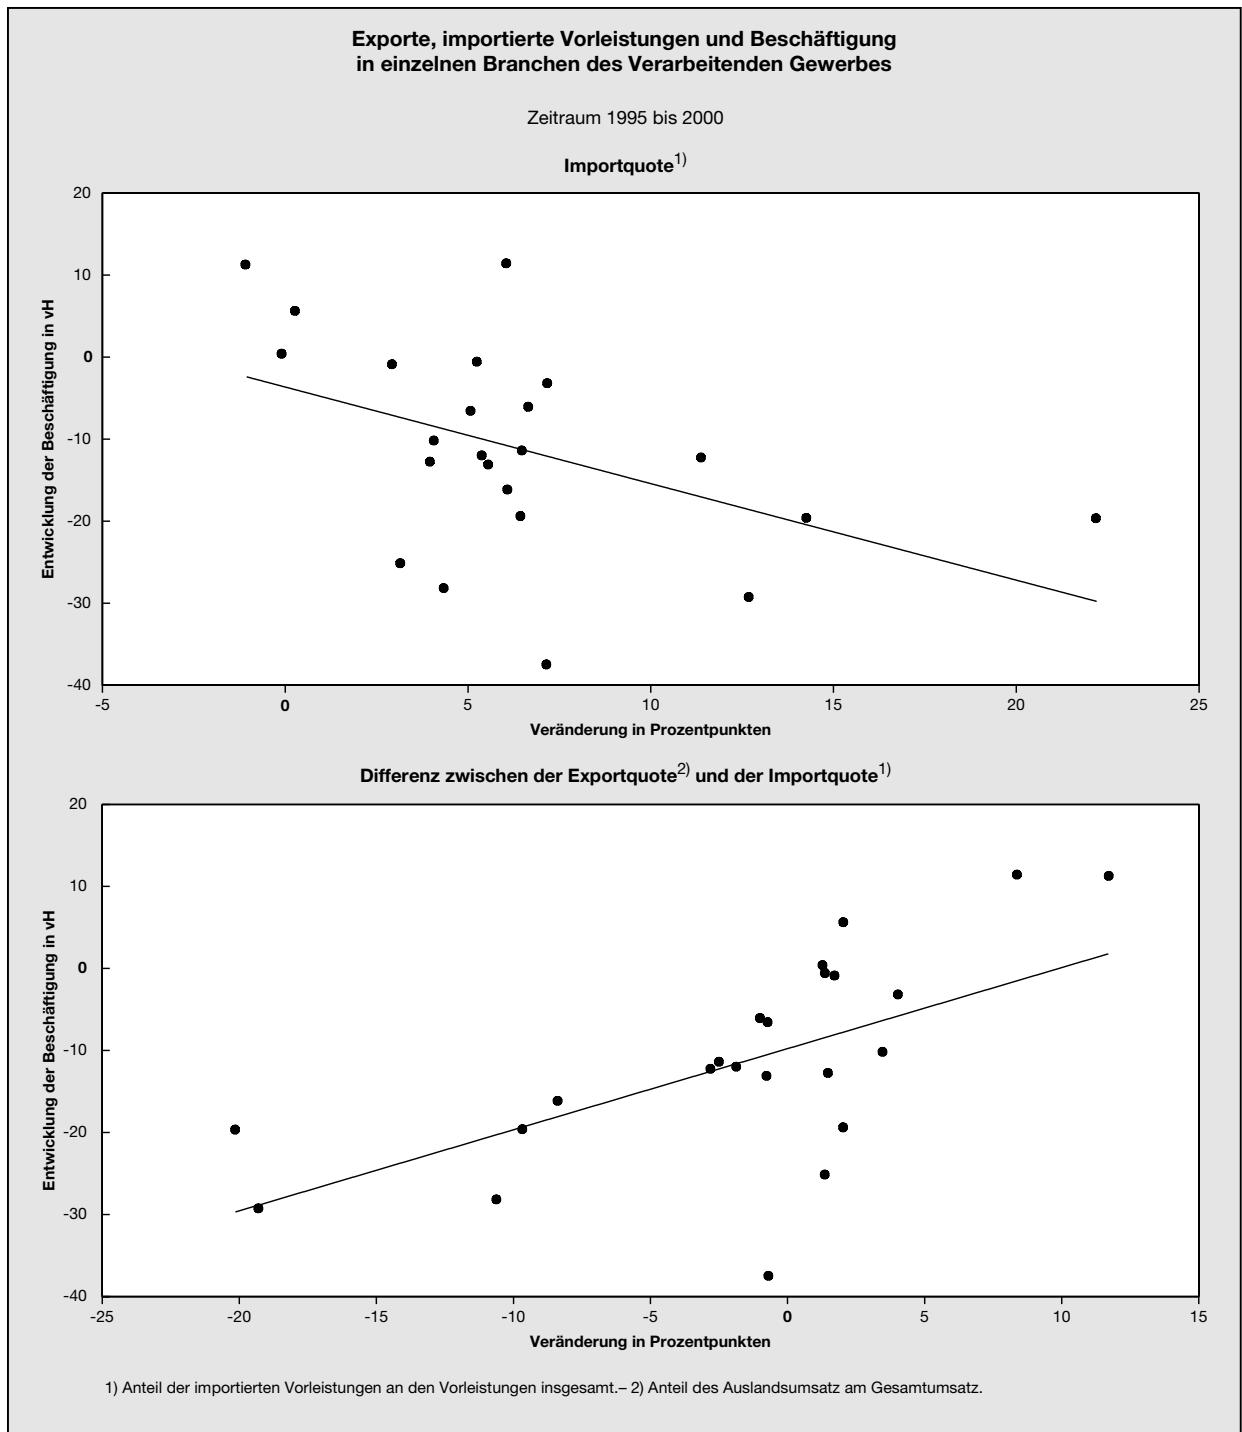 Exporte, importierte Vorleistungen und Beschäftigung
in einzelnen Branchen des Verarbeitenden Gewerbes
Zeitraum 1995 bis 2000
Importquote1)
Entwicklung der Beschäftigung in vH
20
10
0
-10
-20
-30
-40
-5 0 5 10 15 20 25
Veränderung in Prozentpunkten
Differenz zwischen der Exportquote2) und der Importquote1)
Entwicklung der Beschäftigung in vH
20
10
0
-10
-20
-30
-40
-25 -20 -15 -10 -5 0 5 10 15
Veränderung in Prozentpunkten
1) Anteil der importierten Vorleistungen an den Vorleistungen insgesamt.– 2) Anteil des Auslandsumsatz am Gesamtumsatz.